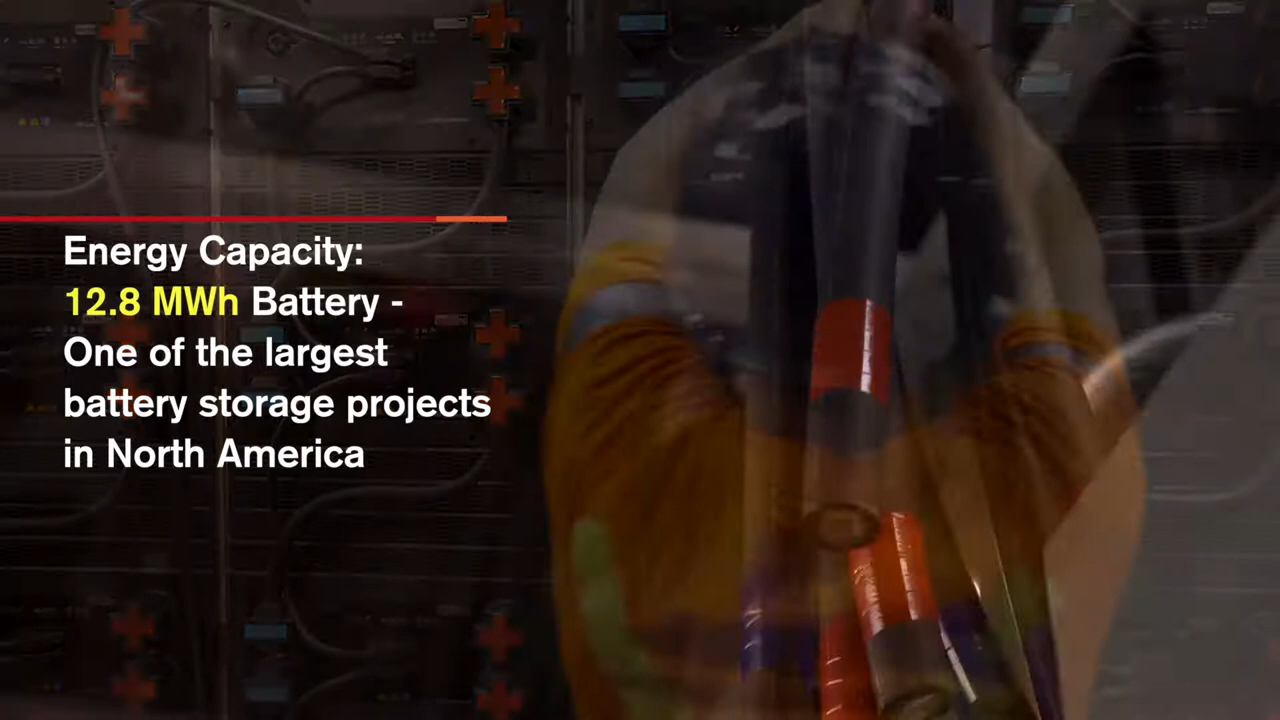 Energy Capacity:
12.8 MWh Battery -
One of the largest
battery storage projects
in North America